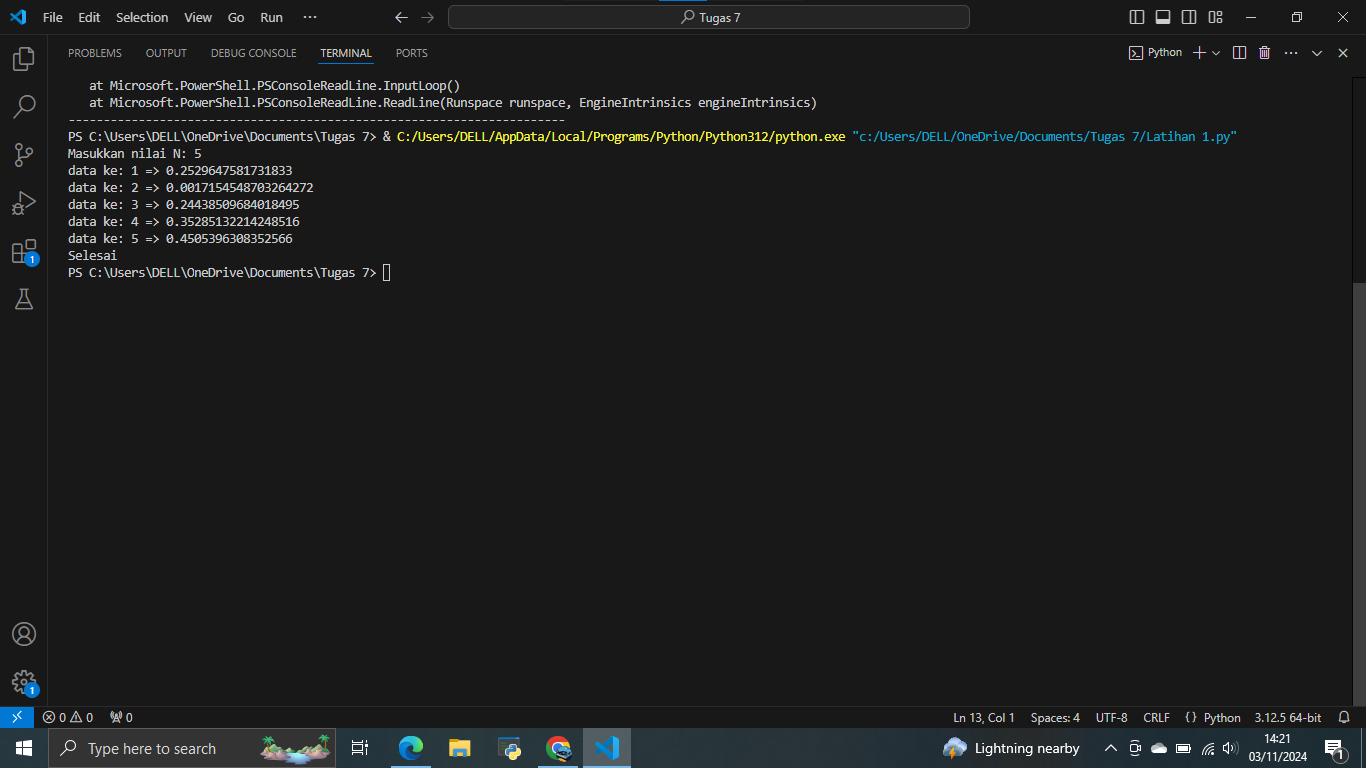 File Edit Selection View Go Run ···
Tugas 7
PROBLEMS OUTPUT DEBUG CONSOLE TERMINAL PORTS
Python
at Microsoft.PowerShell.PSConsoleReadLine.InputLoop()
at Microsoft.PowerShell.PSConsoleReadLine.ReadLine(Runspace runspace, EngineIntrinsics engineIntrinsics)
-----------------------------------------------------------------------
PS C:\Users\DELL\OneDrive\Documents\Tugas 7> & C:/Users/DELL/AppData/Local/Programs/Python/Python312/python.exe "c:/Users/DELL/OneDrive/Documents/Tugas 7/Latihan 1.py"
Masukkan nilai N: 5
data ke: 1 => 0.2529647581731833
data ke: 2 => 0.0017154548703264272
data ke: 3 => 0.24438509684018495
data ke: 4 => 0.35285132214248516
data ke: 5 => 0.4505396308352566
Selesai
PS C:\Users\DELL\OneDrive\Documents\Tugas 7>
1
1
0 0 0 Ln 13, Col 1 Spaces: 4 UTF-8 CRLF {} Python 3.12.5 64-bit
Type here to search
Lightning nearby
14:21
03/11/2024
1